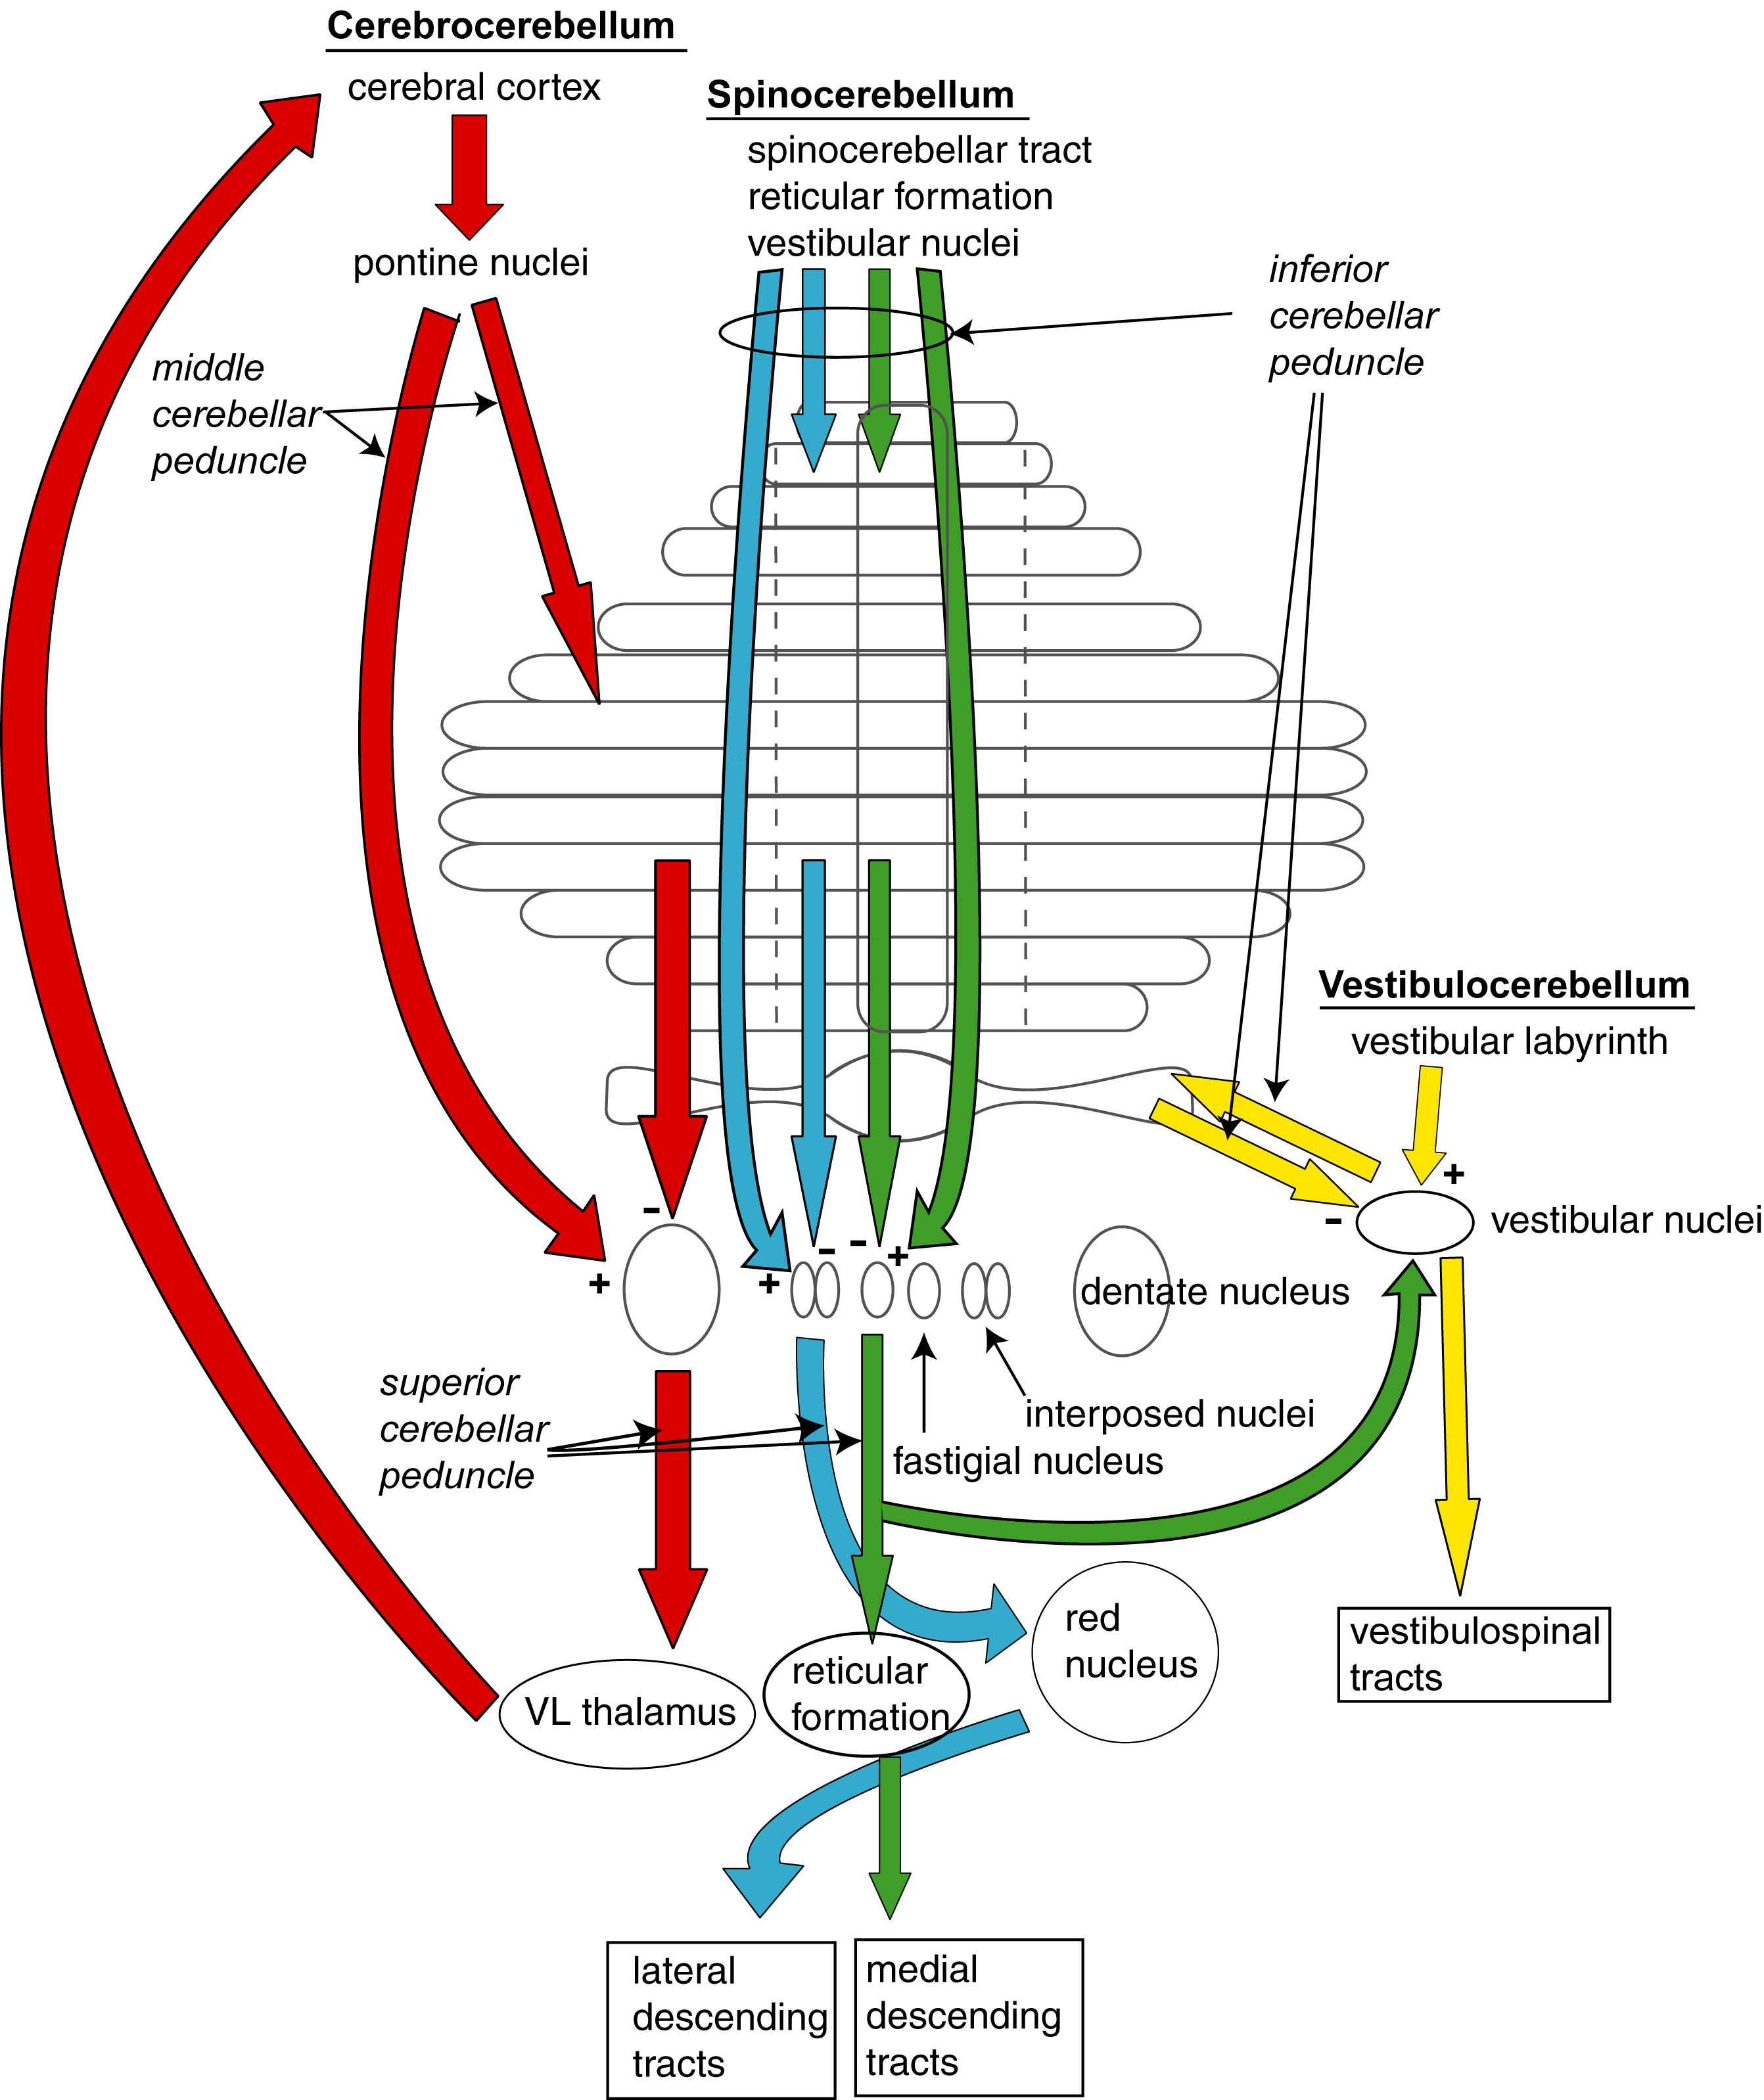 Cerebrocerebellum
cerebral cortex
pontine nuclei
middle
cerebellar
peduncle
Spinocerebellum
spinocerebellar tract
reticular formation
vestibular nuclei
inferior
cerebellar
peduncle
Vestibulocerebellum
vestibular labyrinth
+
-
vestibular nuclei
-
+
-
+
-
+
dentate nucleus
interposed nuclei
fastigial nucleus
superior
cerebellar
peduncle
VL thalamus
reticular
formation
red
nucleus
vestibulospinal
tracts
lateral
descending
tracts
medial
descending
tracts